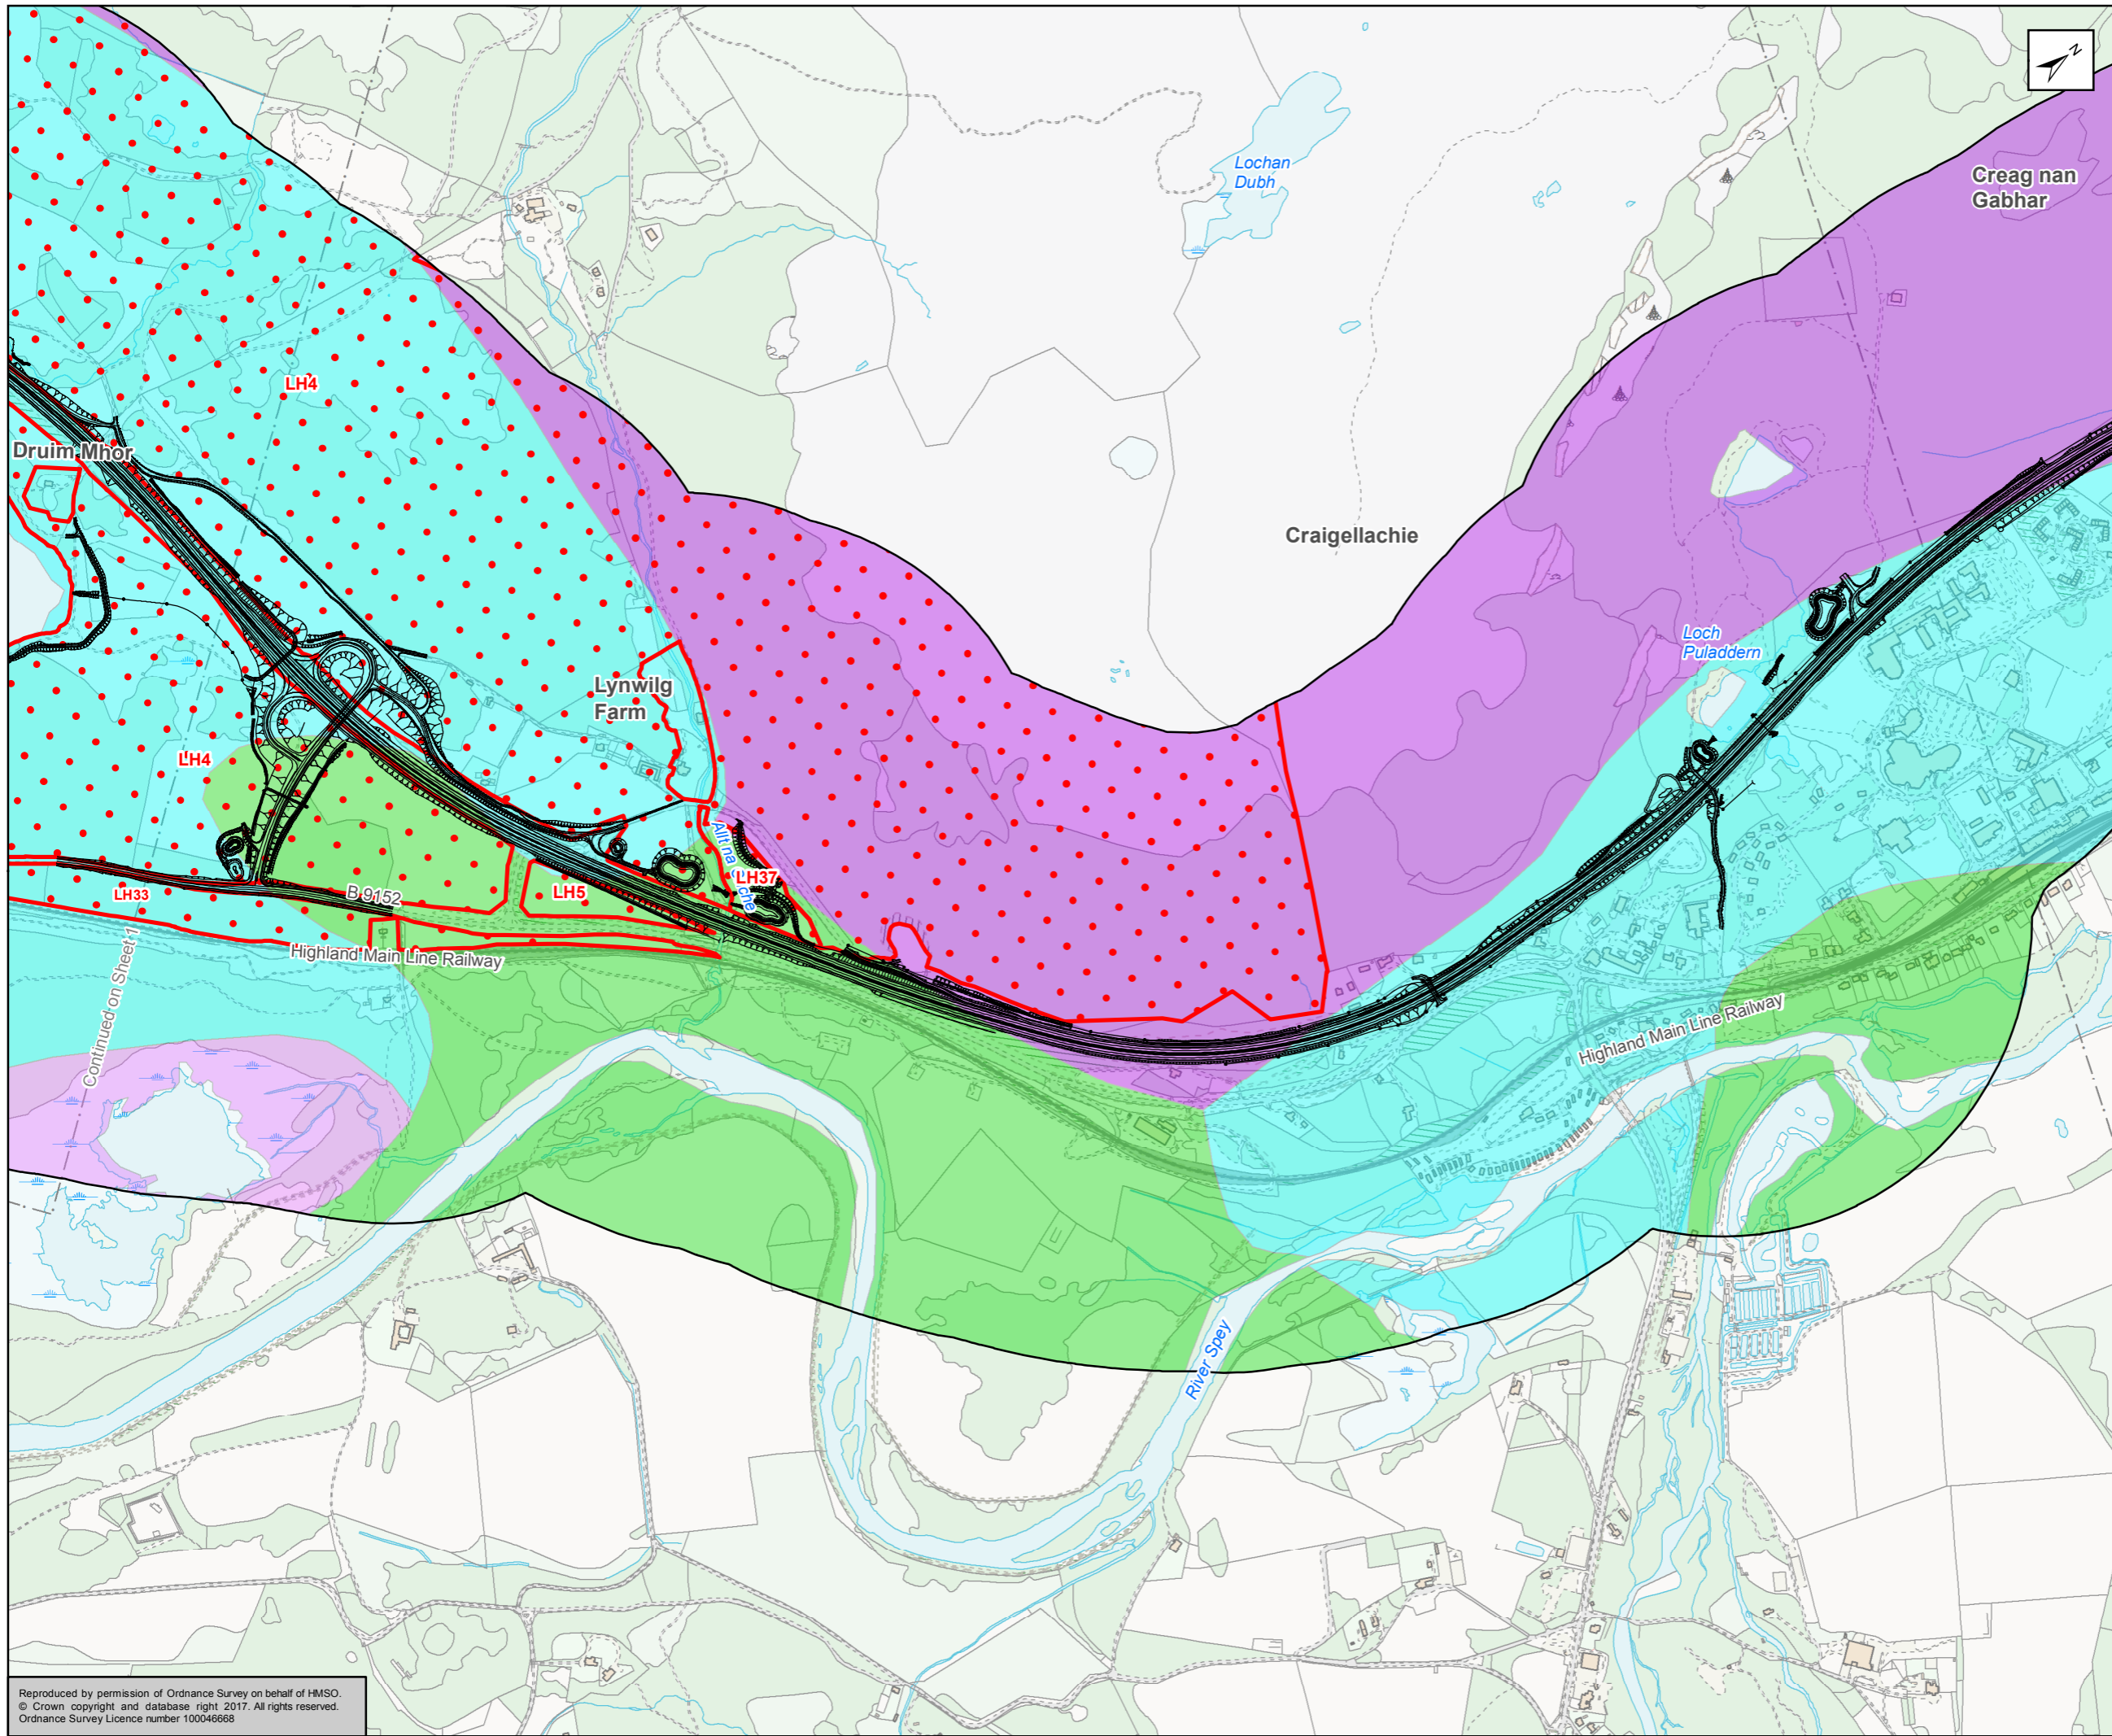 N
Lochan
Dubh
Creag nan
Gabhar
LH4
Druim Mhor
Craigellachie
Loch
Puladdern
Lynwilg
Farm
LH4
Allt na
che
LH37
LH33
B 9152
LH5
Highland Main Line Railway
Continued on Sheet 1
Highland Main Line Railway
River Spey
Reproduced by permission of Ordnance Survey on behalf of HMSO.
© Crown copyright and database right 2017. All rights reserved.
Ordnance Survey Licence number 100046668